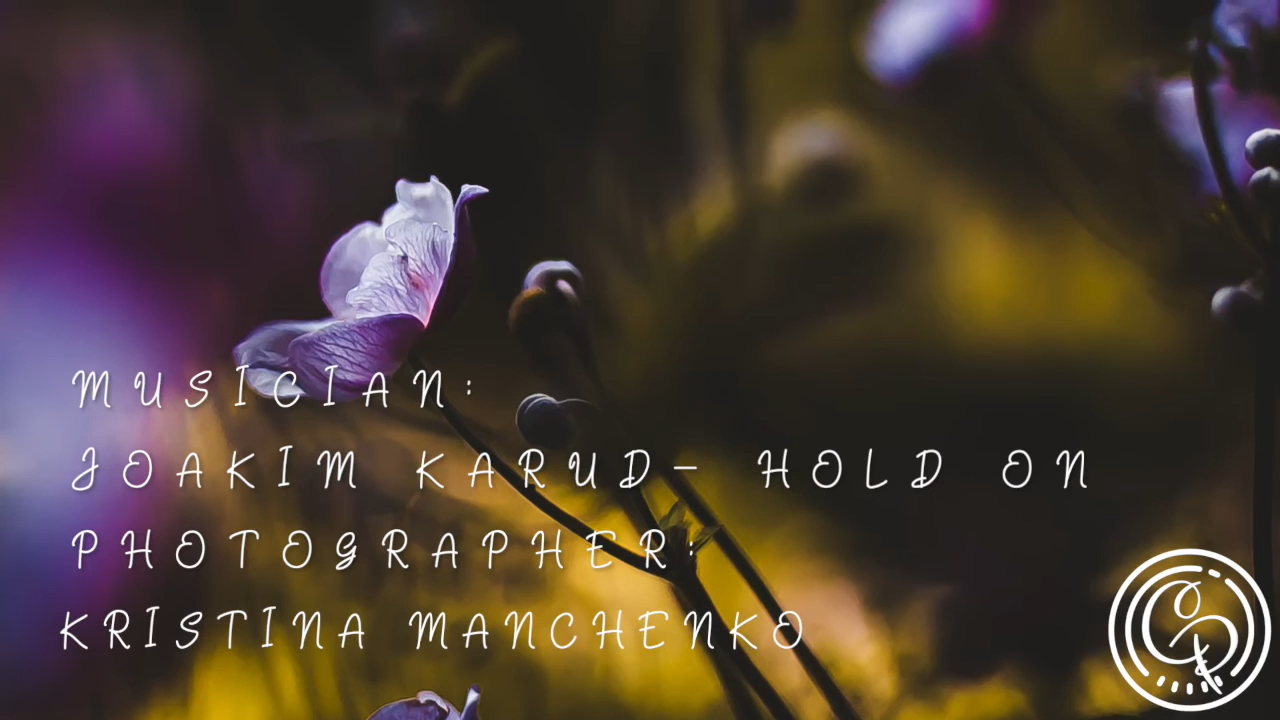 MUSICIAN:
JOAKIM KARUD- HOLD ON
PHOTOGRAPHER:
KRISTINA MANCHENKO